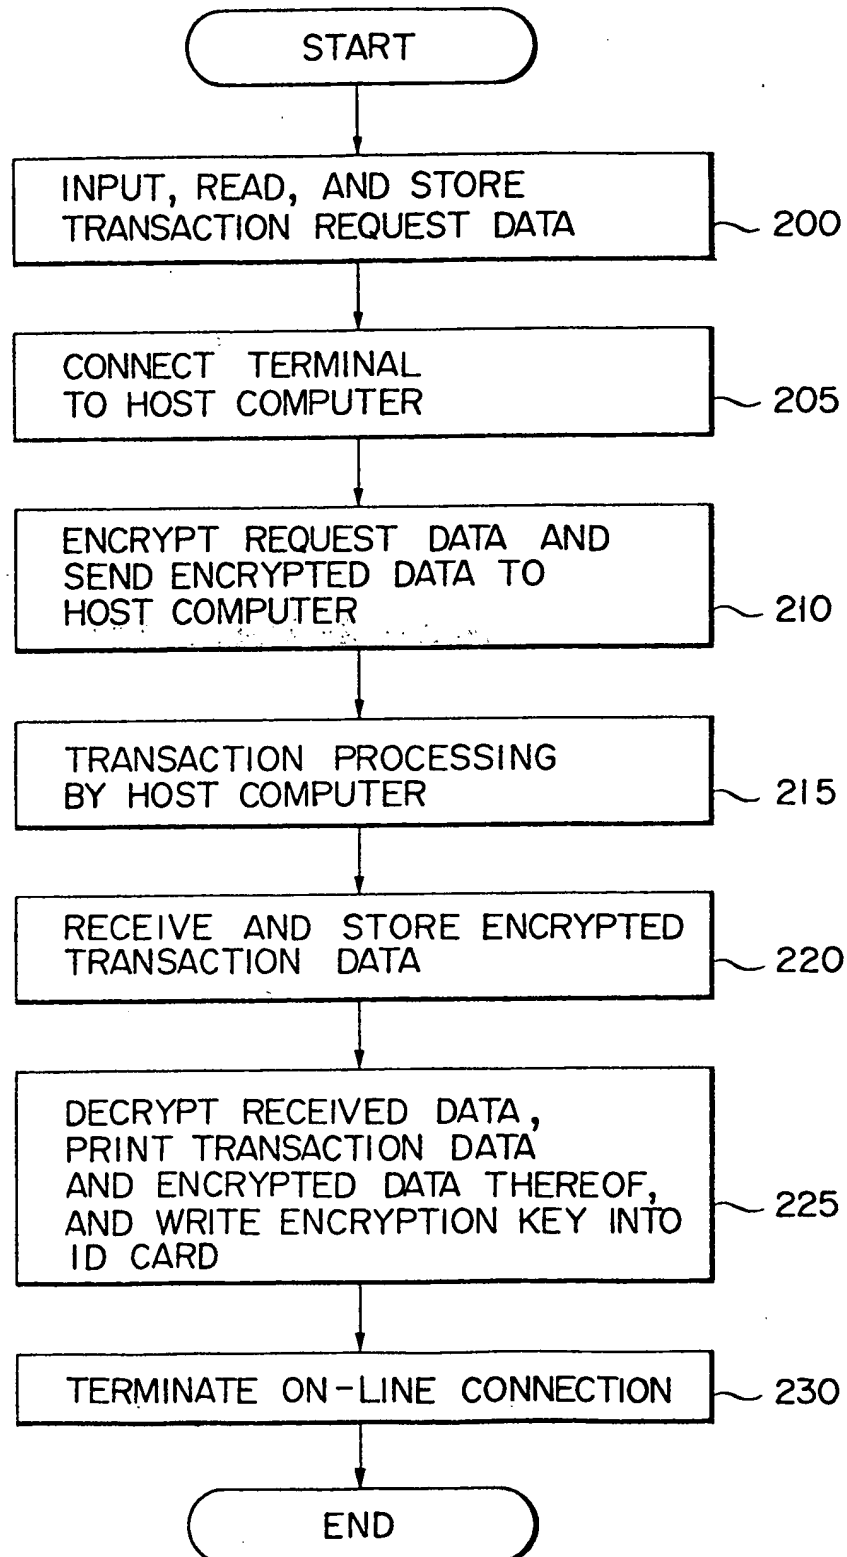 START
INPUT, READ, AND STORE
TRANSACTION REQUEST DATA
200
CONNECT TERMINAL
TO HOST COMPUTER
205
ENCRYPT REQUEST DATA AND
SEND ENCRYPTED DATA TO
HOST COMPUTER
210
TRANSACTION PROCESSING
BY HOST COMPUTER
215
RECEIVE AND STORE ENCRYPTED
TRANSACTION DATA
220
DECRYPT RECEIVED DATA,
PRINT TRANSACTION DATA
AND ENCRYPTED DATA THEREOF,
AND WRITE ENCRYPTION KEY INTO
ID CARD
225
TERMINATE ON-LINE CONNECTION
230
END